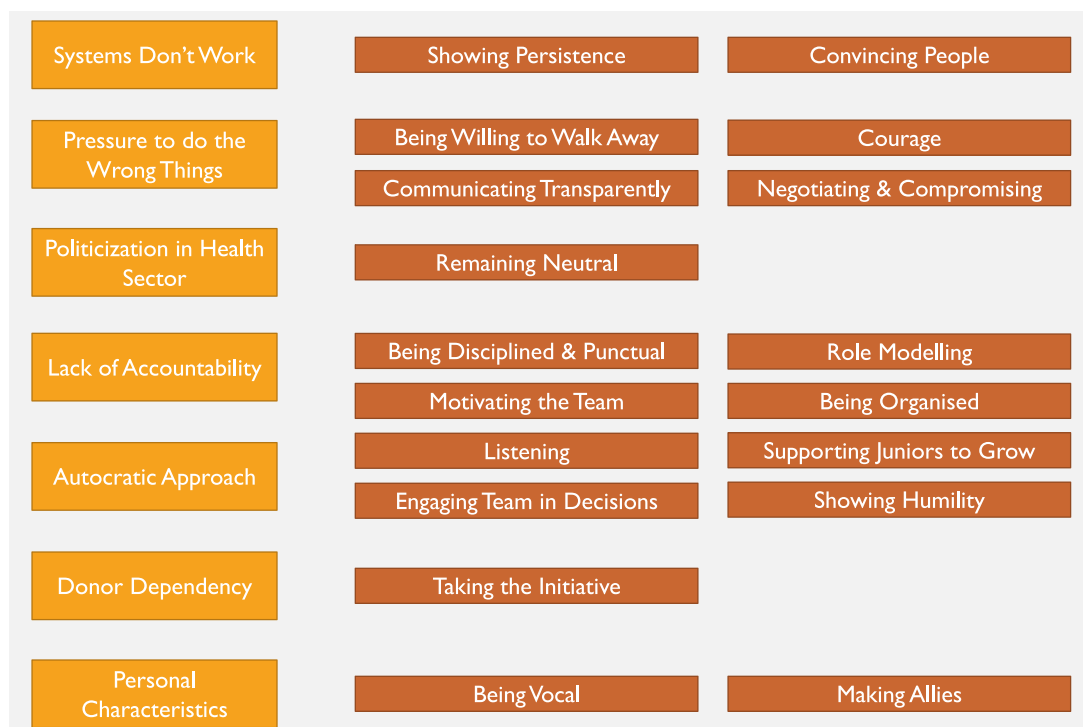 Systems Don't Work
Showing Persistence
Convincing People
Pressure to do the
Wrong Things
Being Willing to Walk Away
Courage
Communicating Transparently
Negotiating & Compromising
Politicization in Health
Sector
Remaining Neutral
Lack of Accountability
Being Disciplined & Punctual
Role Modelling
Motivating the Team
Being Organised
Autocratic Approach
Listening
Supporting Juniors to Grow
Engaging Team in Decisions
Showing Humility
Donor Dependency
Taking the Initiative
Personal
Characteristics
Being Vocal
Making Allies